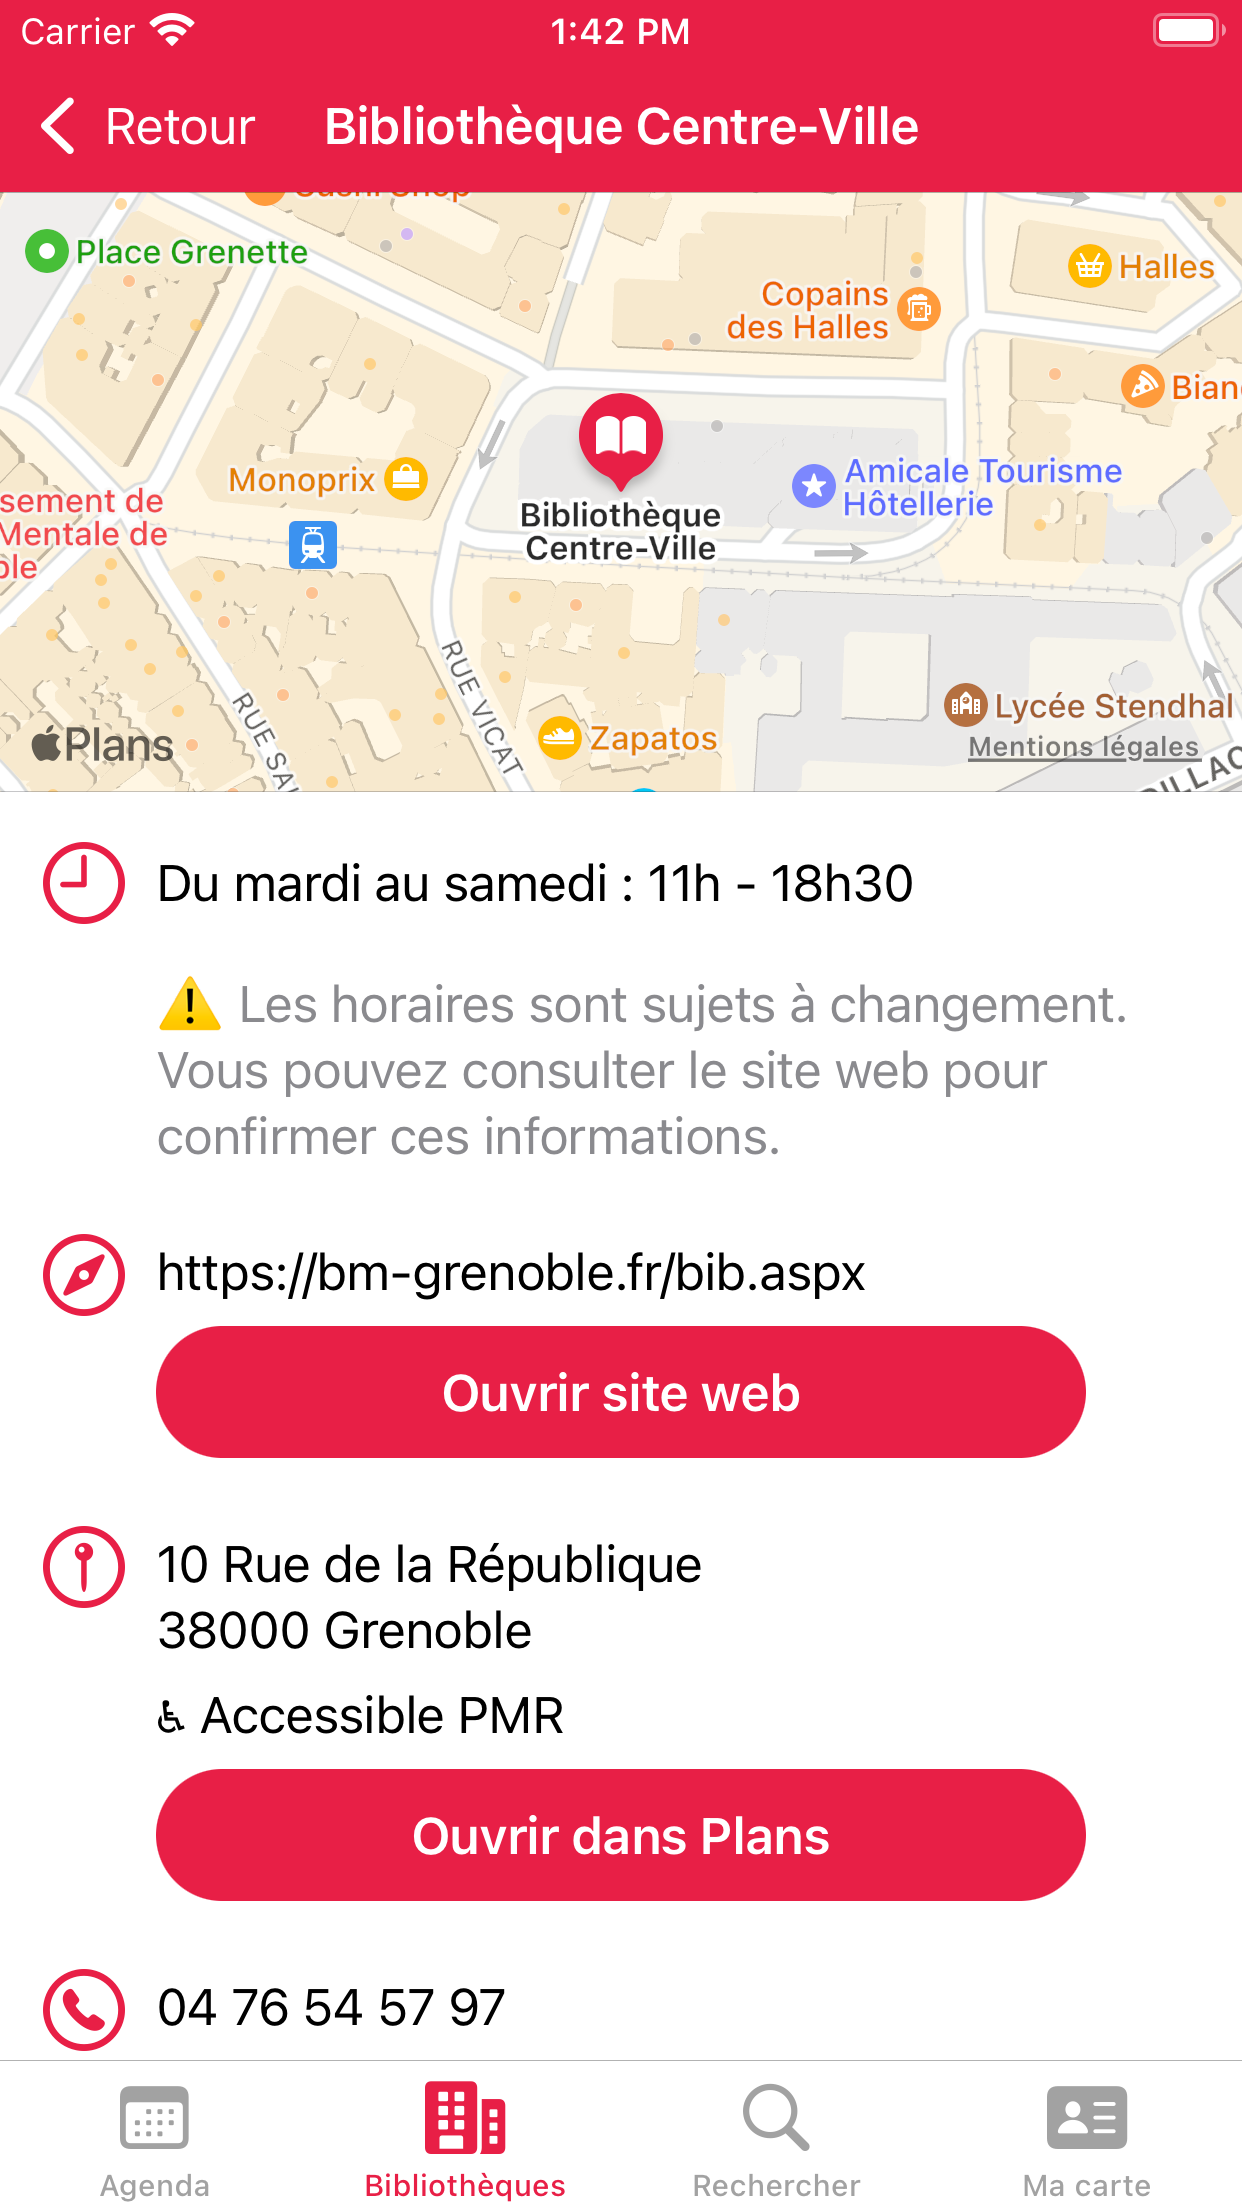 Carrier 1:42 PM
Retour Bibliothèque Centre-Ville
Place Grenette
Halles
Copains
des Halles
Monoprix
Amicale Tourisme
Hôtellerie
sement de
Mentale de
Bibliothèque
Centre-Ville
RUE VICAT
Lycée Stendhal
Zapatos
Plans
Mentions légales
Du mardi au samedi : 11h - 18h30
⚠️ Les horaires sont sujets à changement.
Vous pouvez consulter le site web pour
confirmer ces informations.
https://bm-grenoble.fr/bib.aspx
Ouvrir site web
10 Rue de la République
38000 Grenoble
♿ Accessible PMR
Ouvrir dans Plans
04 76 54 57 97
Agenda Bibliothèques Rechercher Ma carte